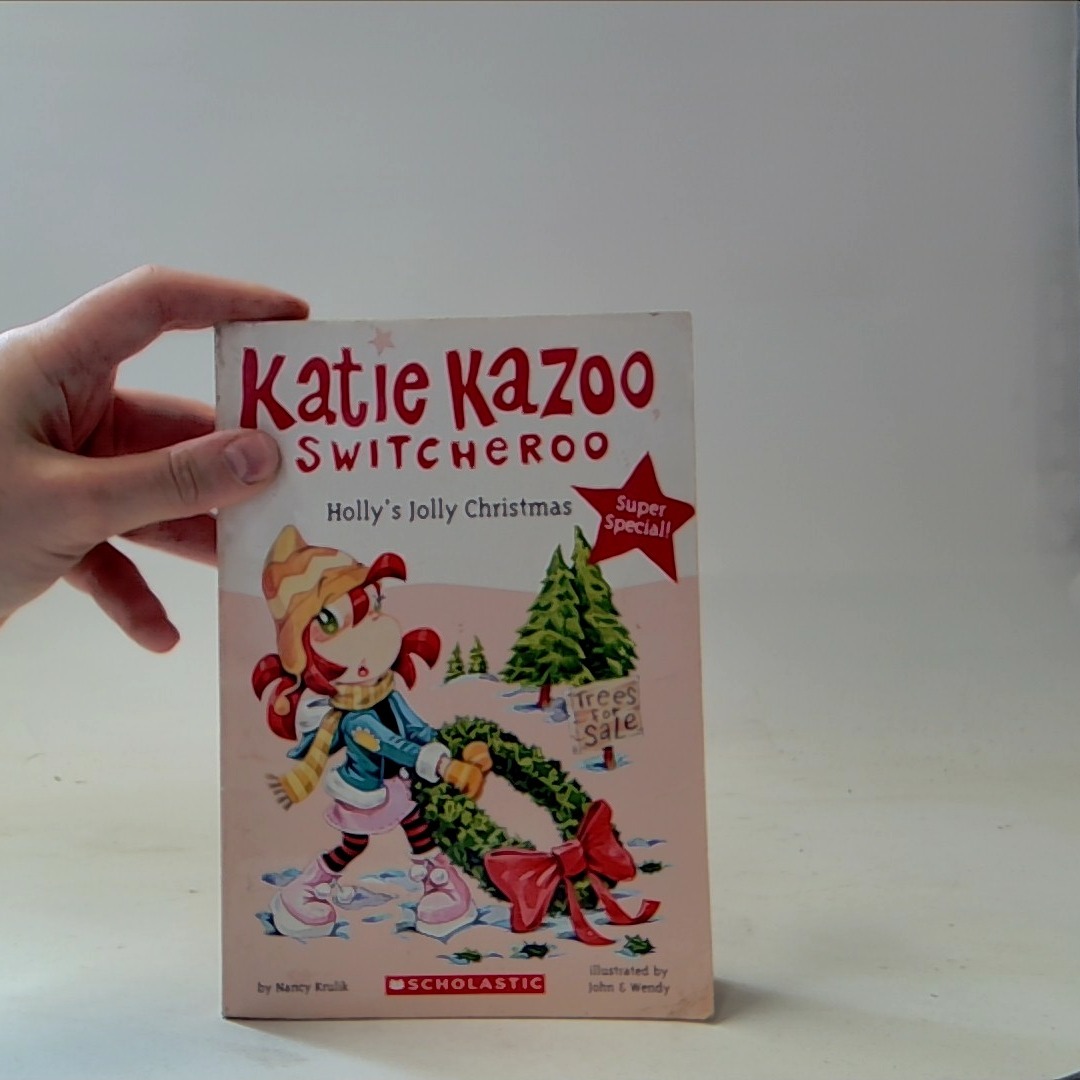 Katie Kazoo,
SWITCHEROO
Holly's Jolly Christmas
Super
Special!
Trees
FOR
SaLe
by Nancy Krulik
SCHOLASTIC
illustrated by
John & Wendy